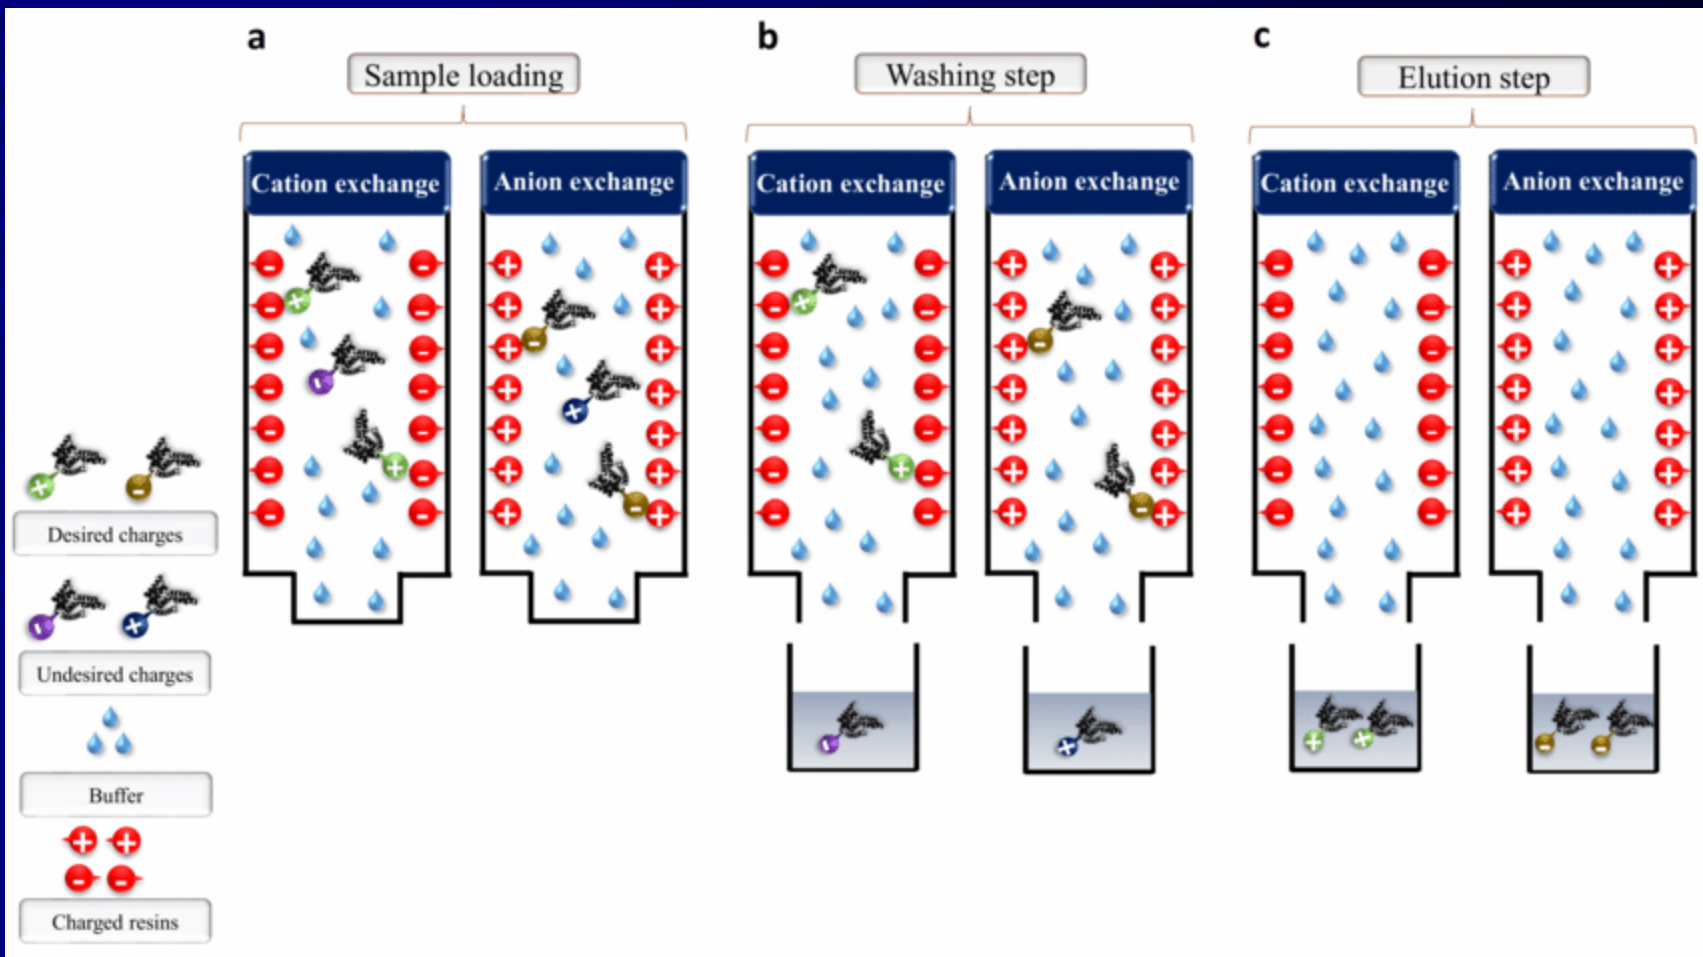 a
b
c
Sample loading
Washing step
Elution step
Cation exchange
Anion exchange
Cation exchange
Anion exchange
Cation exchange
Anion exchange
Desired charges
Undesired charges
Buffer
Charged resins